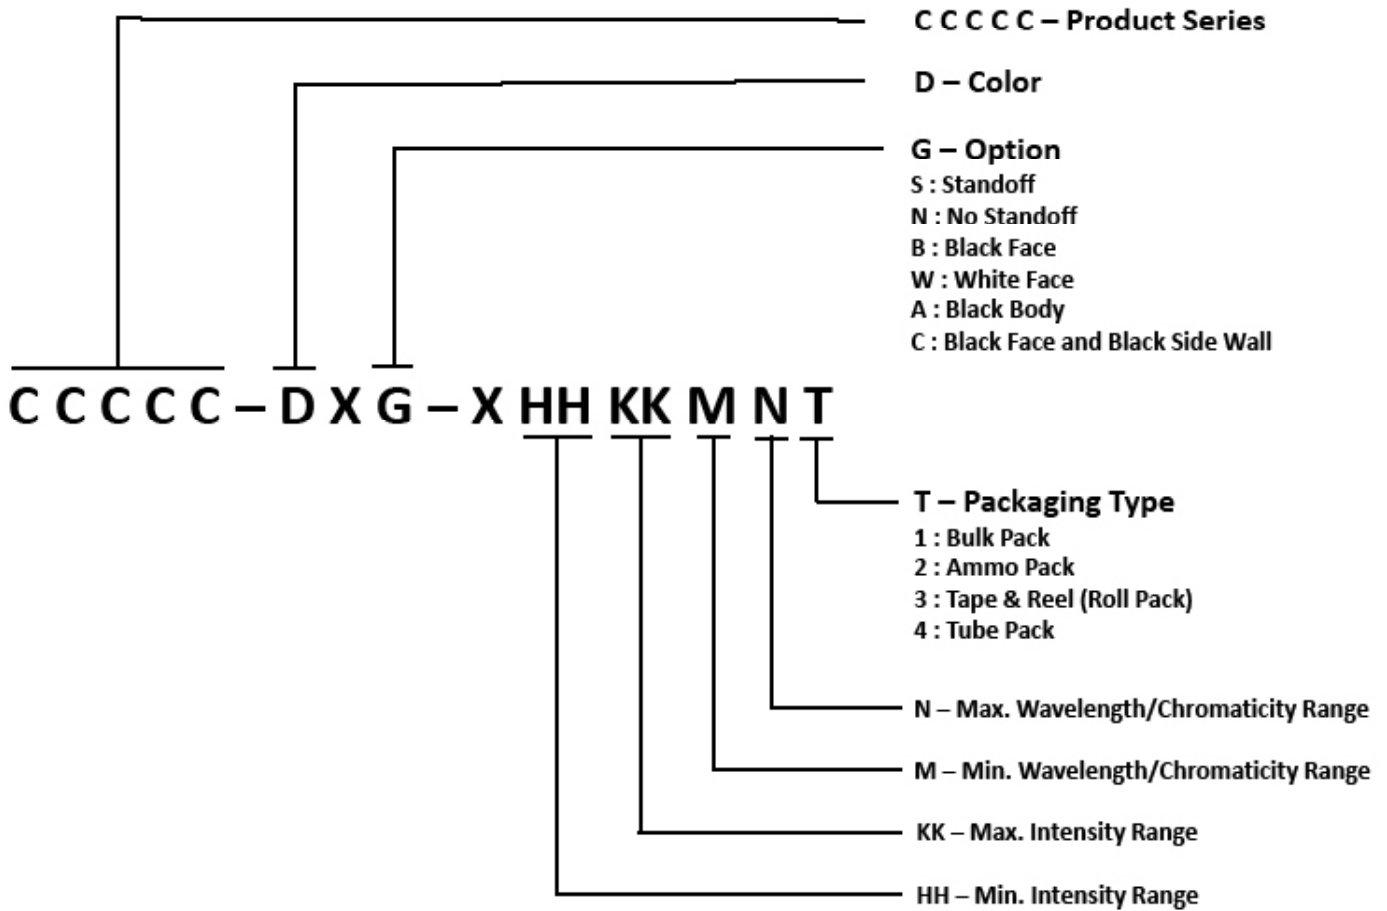 C C C C C – Product Series
D – Color
G – Option
S : Standoff
N : No Standoff
B : Black Face
W : White Face
A : Black Body
C : Black Face and Black Side Wall
C C C C C – D X G – X HH KK M N T
T – Packaging Type
1 : Bulk Pack
2 : Ammo Pack
3 : Tape & Reel (Roll Pack)
4 : Tube Pack
N – Max. Wavelength/Chromaticity Range
M – Min. Wavelength/Chromaticity Range
KK – Max. Intensity Range
HH – Min. Intensity Range